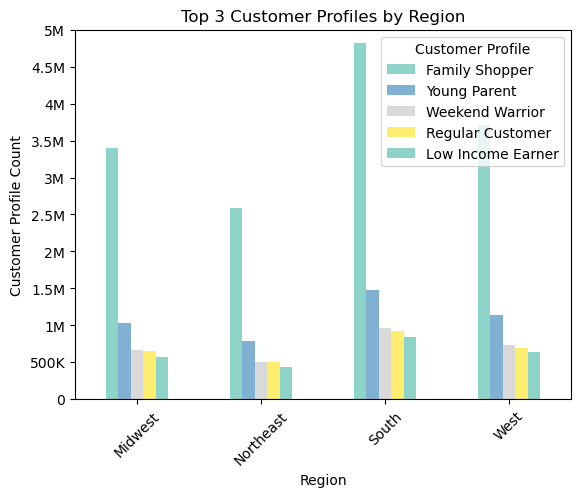 Top 3 Customer Profiles by Region
Customer Profile Count
5M
4.5M
4M
3.5M
3M
2.5M
2M
1.5M
1M
500K
0
Customer Profile
Family Shopper
Young Parent
Weekend Warrior
Regular Customer
Low Income Earner
Midwest
Northeast
South
West
Region